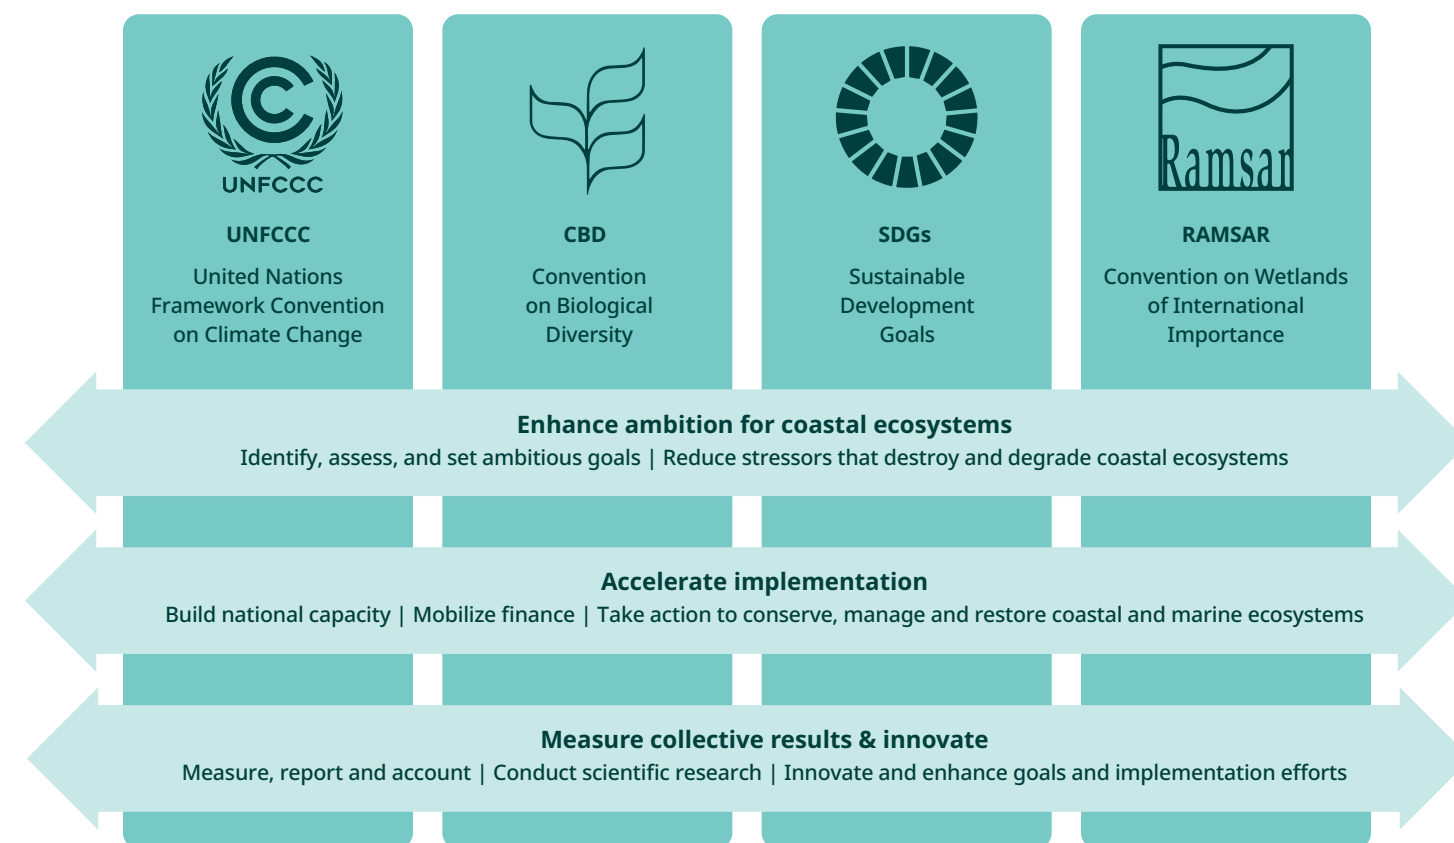 UNFCCC
Ramsar
UNFCCC
CBD
SDGs
RAMSAR
United Nations
Framework Convention
on Climate Change
Convention
on Biological
Diversity
Sustainable
Development
Goals
Convention on Wetlands
of International
Importance
Enhance ambition for coastal ecosystems
Identify, assess, and set ambitious goals | Reduce stressors that destroy and degrade coastal ecosystems
Accelerate implementation
Build national capacity | Mobilize finance | Take action to conserve, manage and restore coastal and marine ecosystems
Measure collective results & innovate
Measure, report and account | Conduct scientific research | Innovate and enhance goals and implementation efforts